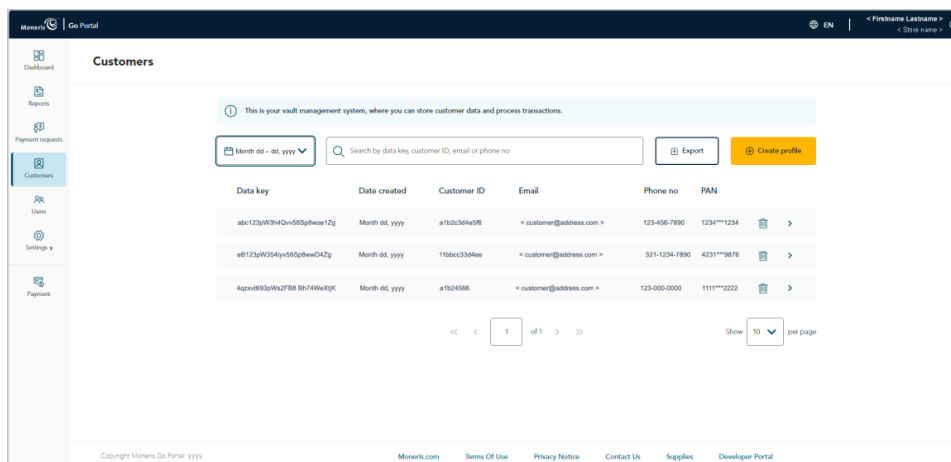 Moneris Go Portal
EN
< Firstname Lastname >
< Store name >
Dashboard
Reports
Payment requests
Customers
Users
Settings
Payment
Customers
This is your vault management system, where you can store customer data and process transactions.
Month dd – dd, yyyy
Search by data key, customer ID, email or phone no
Export
Create profile
Data key Date created Customer ID Email Phone no PAN
abc123pW3h4Qvv58Sp8woe1Zg Month dd, yyyy a1b2c3d4e5f6 < customer@address.com > 123-456-7890 1234***1234
eB123pW354tyv58Sp8wwD4Zg Month dd, yyyy 11bbcc33d4ee < customer@address.com > 321-1234-7890 4231***9876
4qzxvt693pWs2FB8 Bh74WaXtjK Month dd, yyyy a1b24566 < customer@address.com > 123-000-0000 1111***2222
1 of 1
Show 10 per page
Copyright Moneris Go Portal yyyy
Moneris.com Terms Of Use Privacy Notice Contact Us Supplies Developer Portal